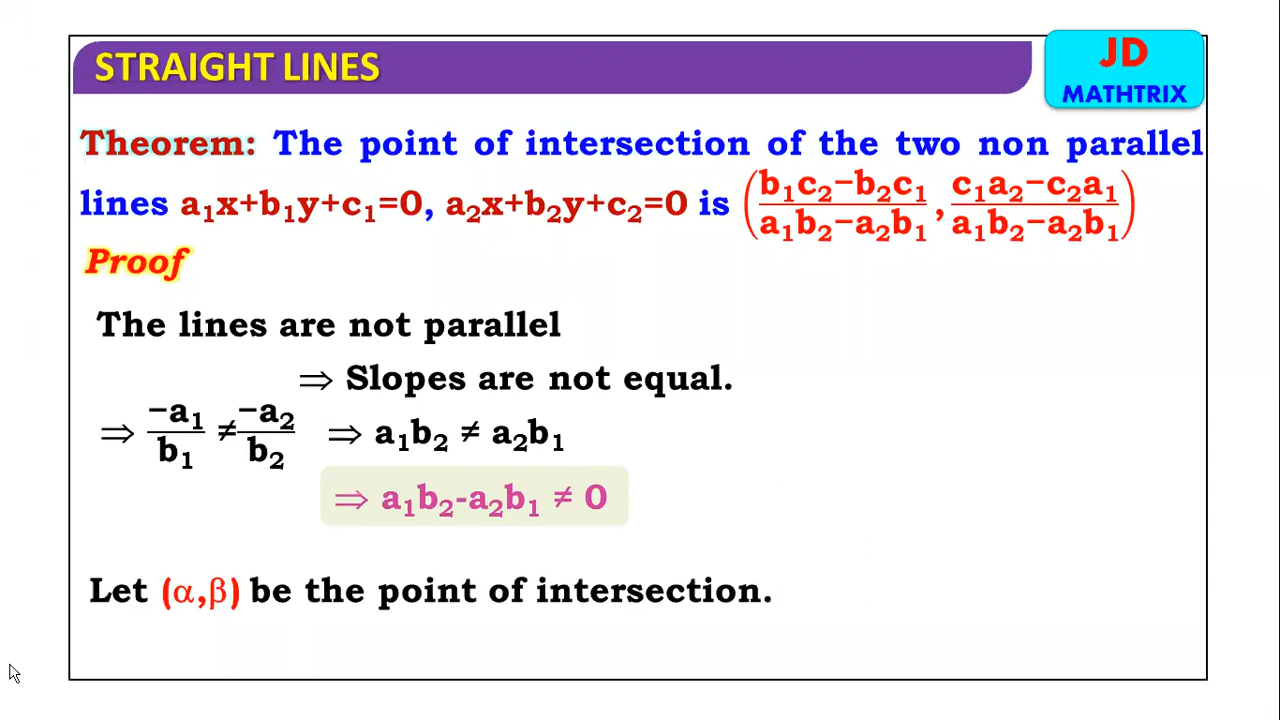 STRAIGHT LINES
JD
MATHTRIX
Theorem: The point of intersection of the two non parallel
lines a₁x+b₁y+c₁=0, a₂x+b₂y+c₂=0 is (b₁c₂−b₂c₁/a₁b₂−a₂b₁, c₁a₂−c₂a₁/a₁b₂−a₂b₁)
Proof
The lines are not parallel
⇒ Slopes are not equal.
⇒ −a₁/b₁ ≠ −a₂/b₂ ⇒ a₁b₂ ≠ a₂b₁
⇒ a₁b₂-a₂b₁ ≠ 0
Let (α,β) be the point of intersection.